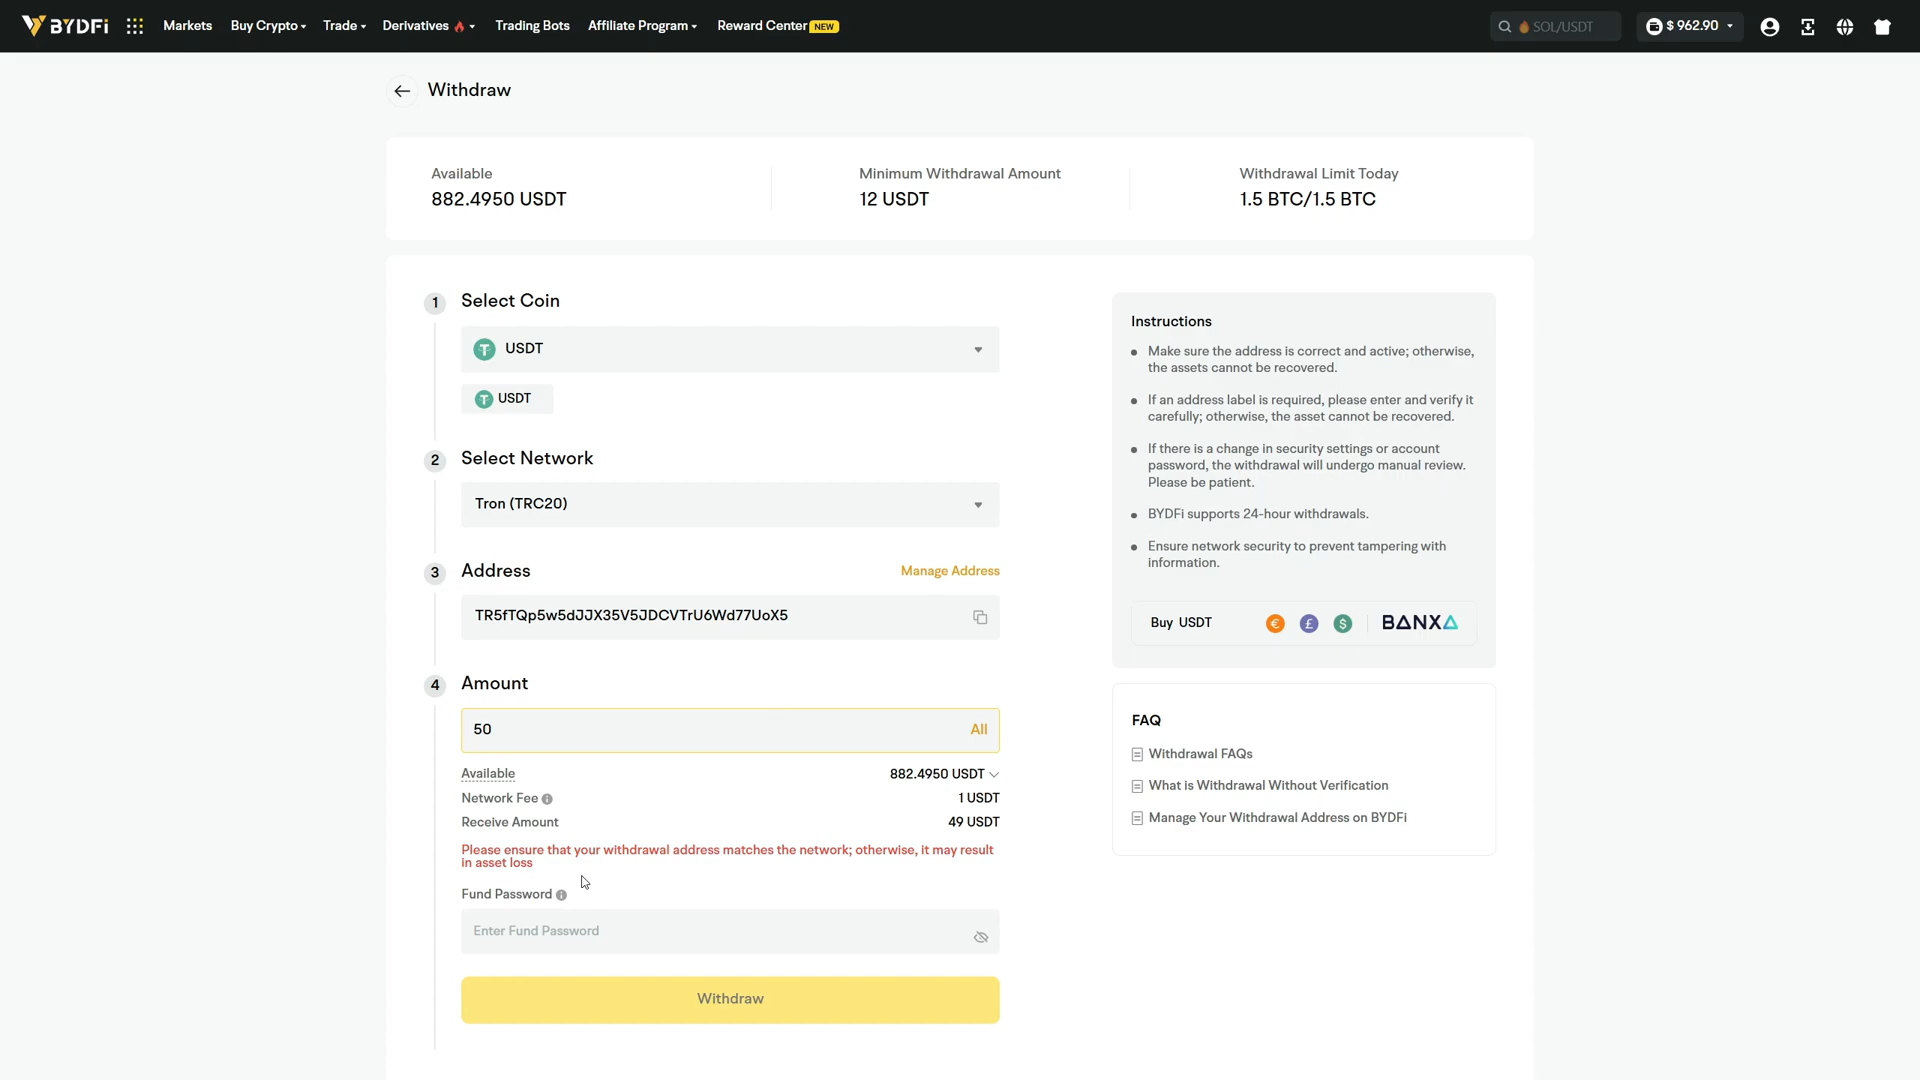 BYDFi
Markets
Buy Crypto
Trade
Derivatives
Trading Bots
Affiliate Program
Reward Center NEW
SOL/USDT
$ 962.90
Withdraw
Available
882.4950 USDT
Minimum Withdrawal Amount
12 USDT
Withdrawal Limit Today
1.5 BTC/1.5 BTC
1 Select Coin
USDT
USDT
2 Select Network
Tron (TRC20)
3 Address
Manage Address
TR5fTQp5w5dJJX35V5JDCVTrU6Wd77UoX5
4 Amount
50 All
Available 882.4950 USDT
Network Fee 1 USDT
Receive Amount 49 USDT
Please ensure that your withdrawal address matches the network; otherwise, it may result
in asset loss
Fund Password
Enter Fund Password
Withdraw
Instructions
Make sure the address is correct and active; otherwise,
the assets cannot be recovered.
If an address label is required, please enter and verify it
carefully; otherwise, the asset cannot be recovered.
If there is a change in security settings or account
password, the withdrawal will undergo manual review.
Please be patient.
BYDFi supports 24-hour withdrawals.
Ensure network security to prevent tampering with
information.
Buy USDT € £ $ BANXA
FAQ
Withdrawal FAQs
What is Withdrawal Without Verification
Manage Your Withdrawal Address on BYDFi